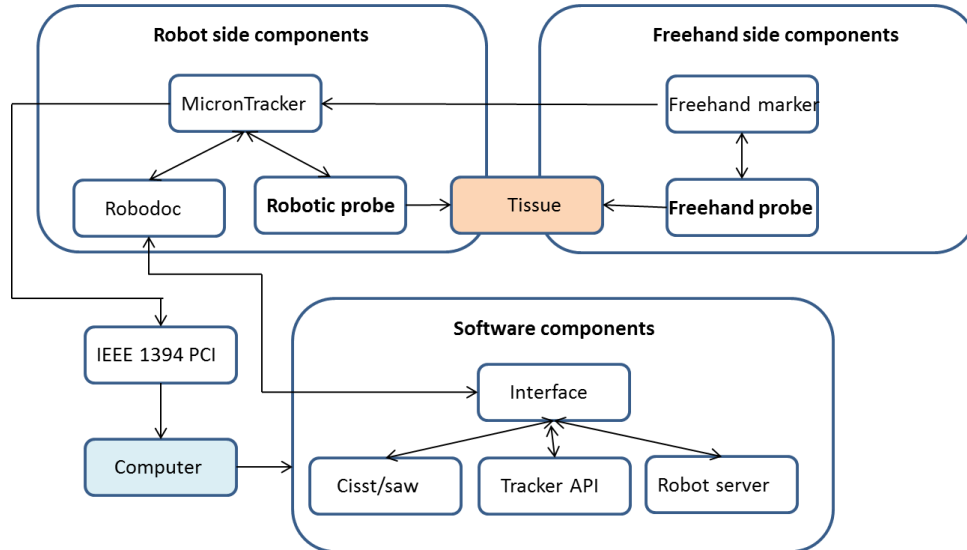 Robot side components
Freehand side components
MicronTracker
Freehand marker
Robodoc
Robotic probe
Tissue
Freehand probe
Software components
IEEE 1394 PCI
Interface
Computer
Cisst/saw
Tracker API
Robot server